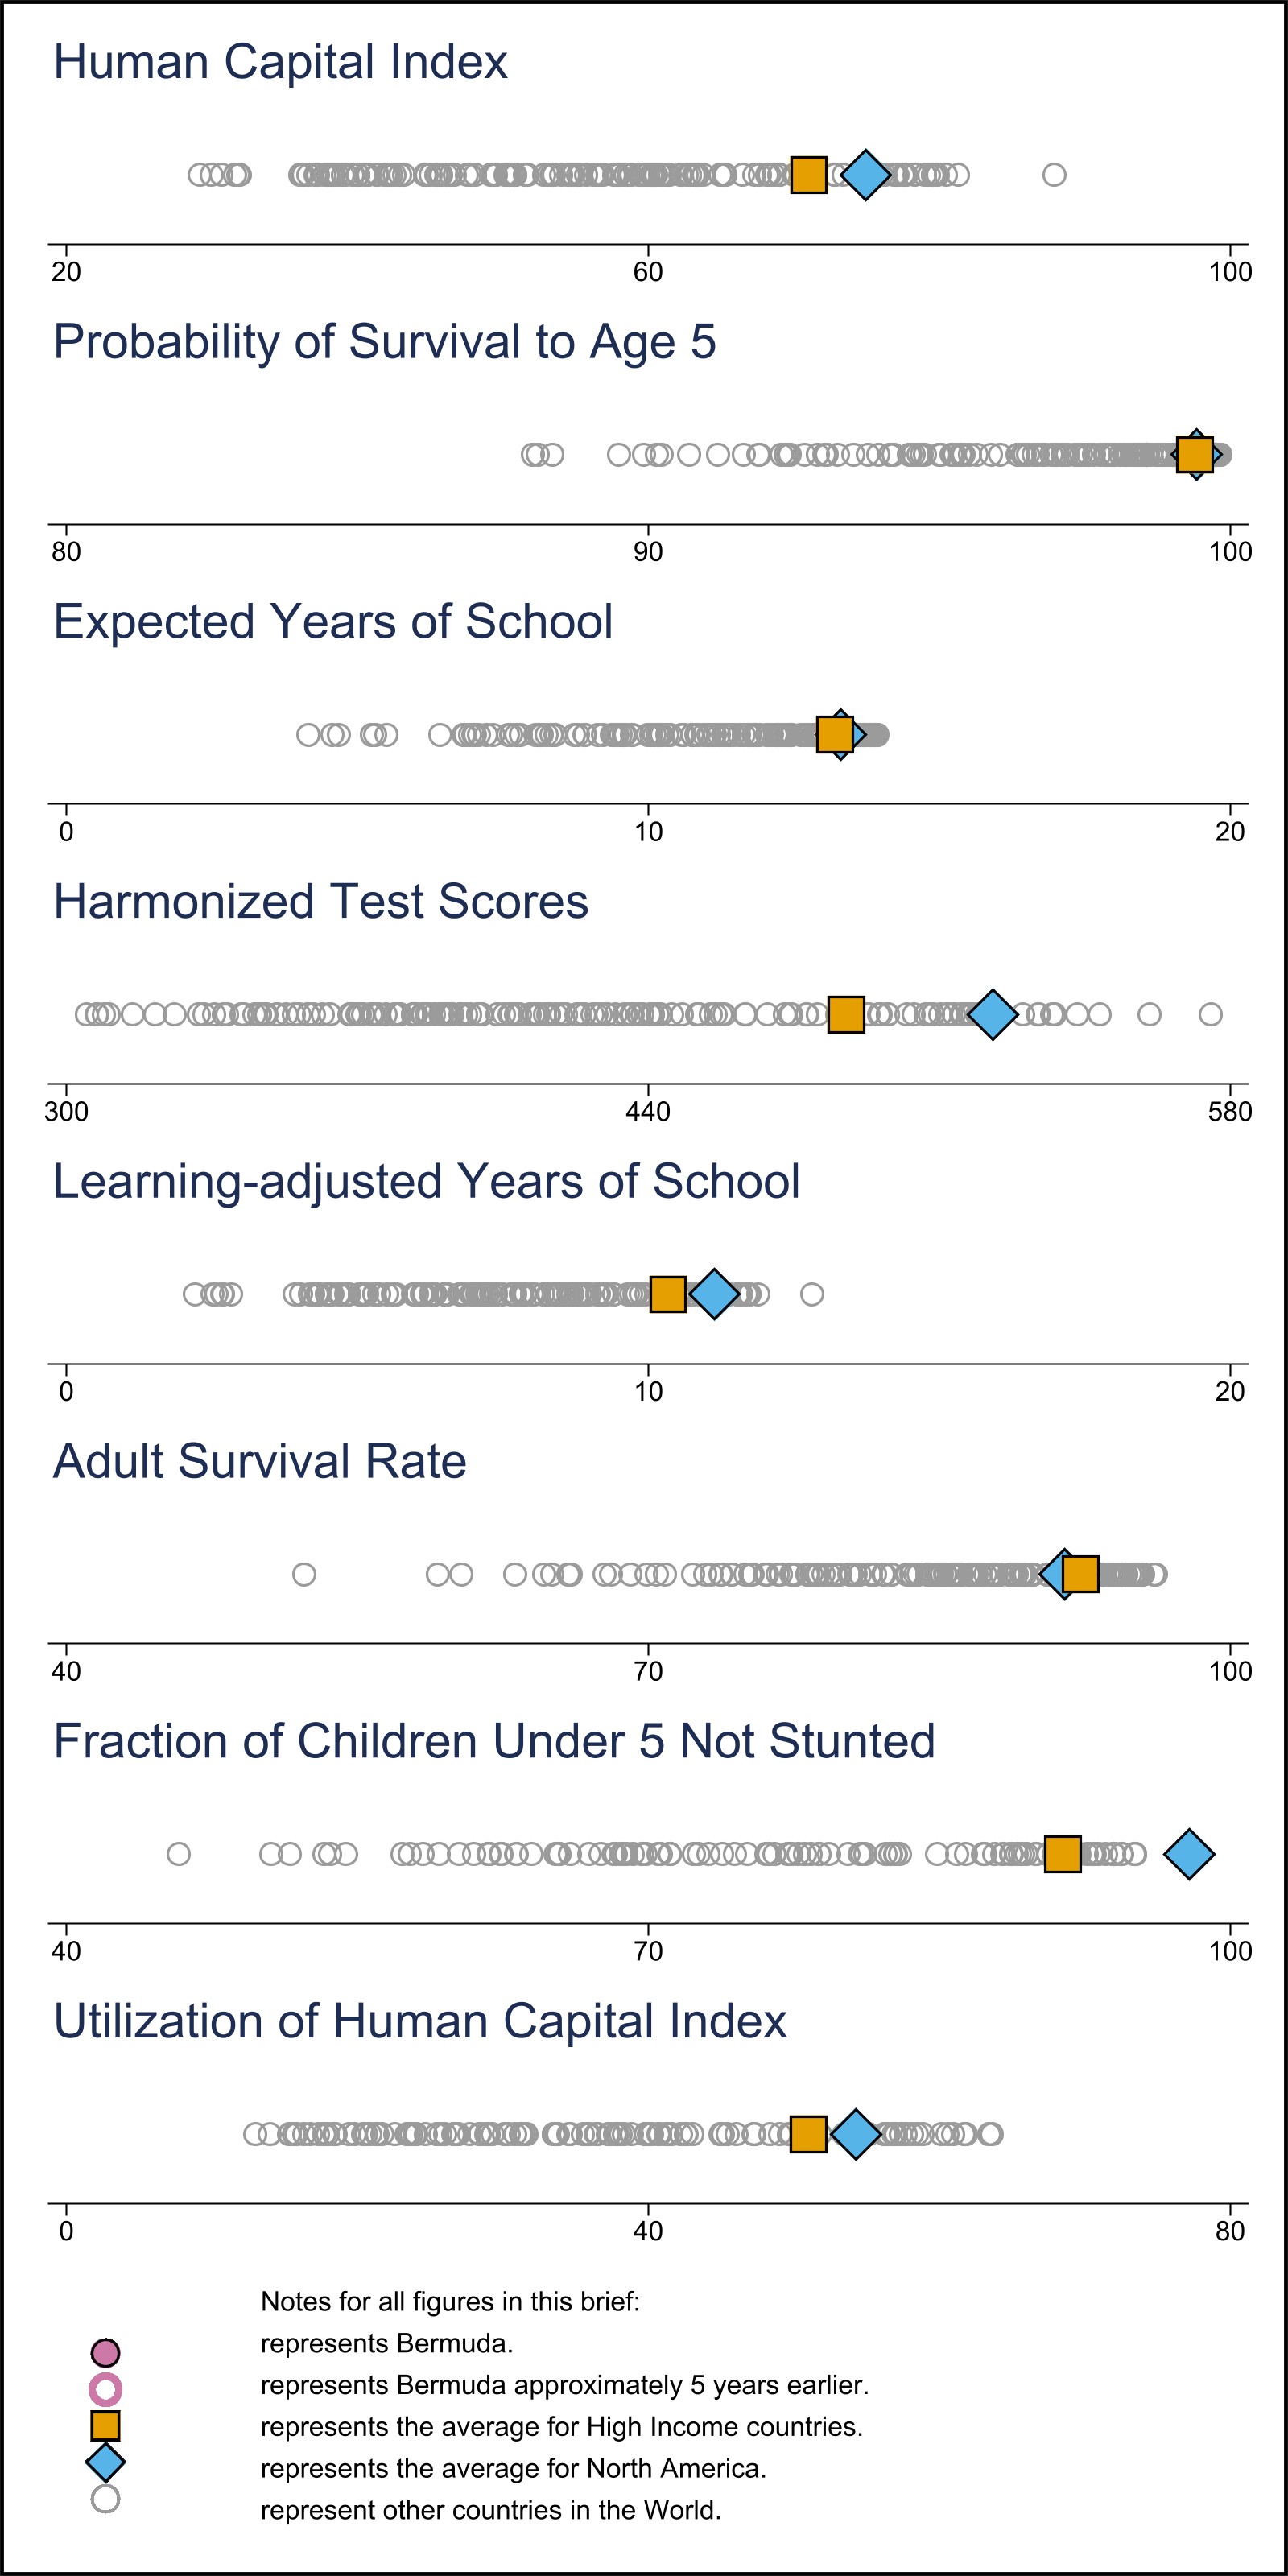 Human Capital Index
20 60 100
Probability of Survival to Age 5
80 90 100
Expected Years of School
0 10 20
Harmonized Test Scores
300 440 580
Learning-adjusted Years of School
0 10 20
Adult Survival Rate
40 70 100
Fraction of Children Under 5 Not Stunted
40 70 100
Utilization of Human Capital Index
0 40 80
Notes for all figures in this brief:
represents Bermuda.
represents Bermuda approximately 5 years earlier.
represents the average for High Income countries.
represents the average for North America.
represent other countries in the World.